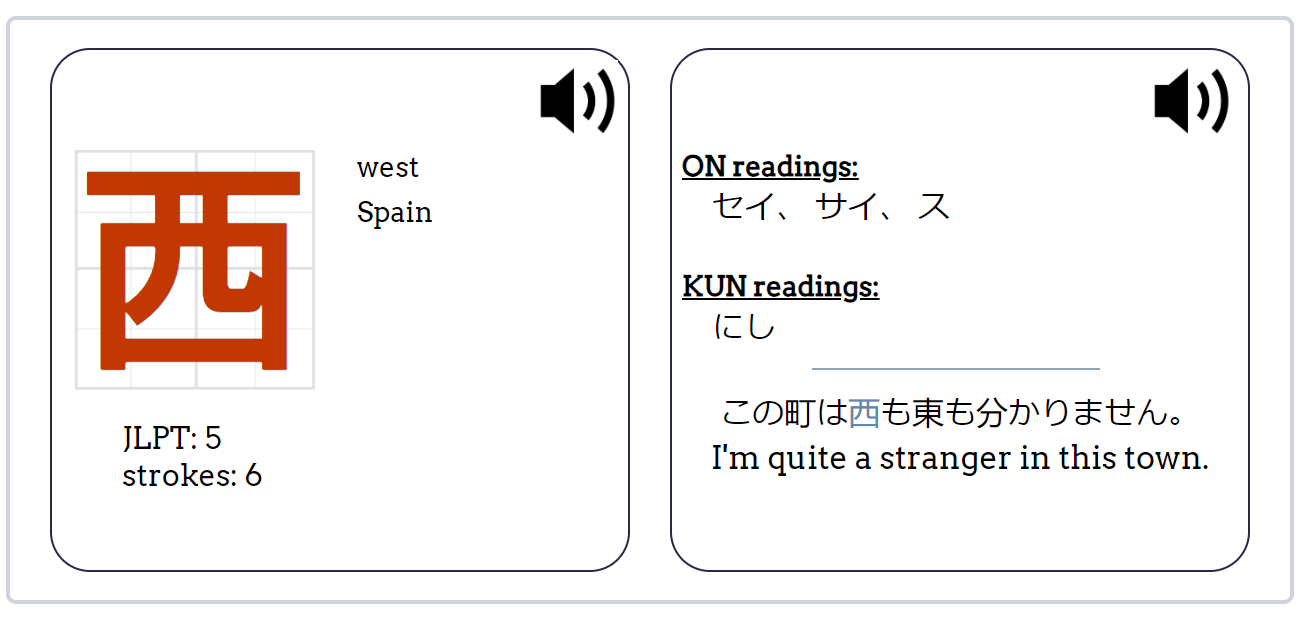 西
west
Spain
JLPT: 5
strokes: 6
ON readings:
セイ、 サイ、 ス
KUN readings:
にし
この町は西も東も分かりません。
I'm quite a stranger in this town.